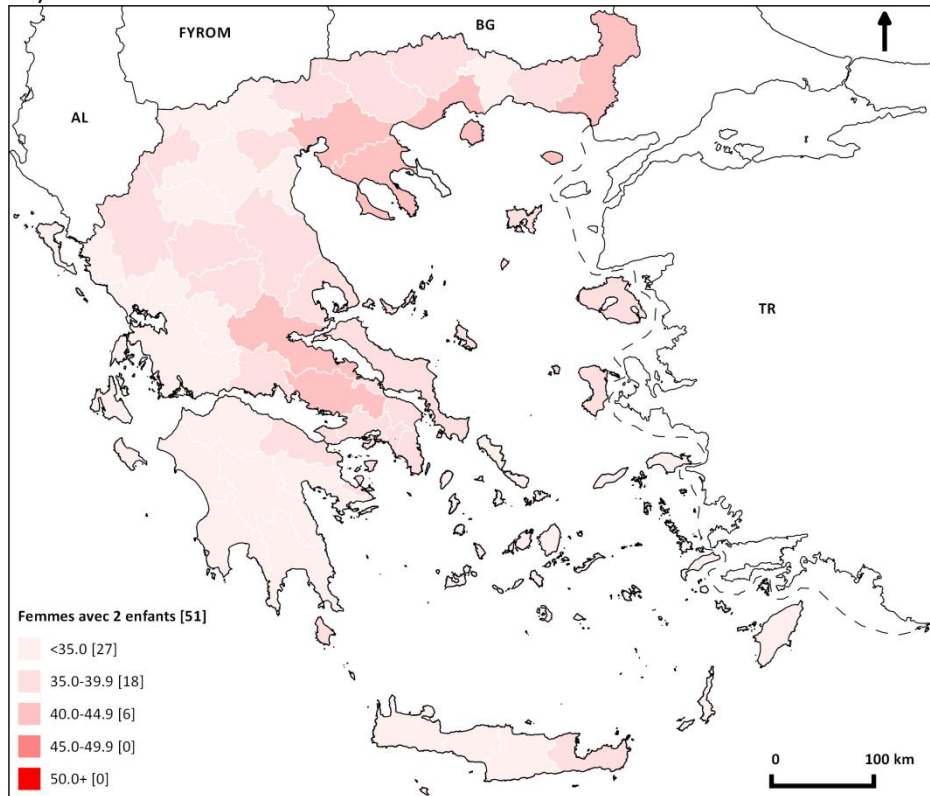 FYROM
BG
AL
TR
Femmes avec 2 enfants [51]
<35.0 [27]
35.0-39.9 [18]
40.0-44.9 [6]
45.0-49.9 [0]
50.0+ [0]
0 100 km